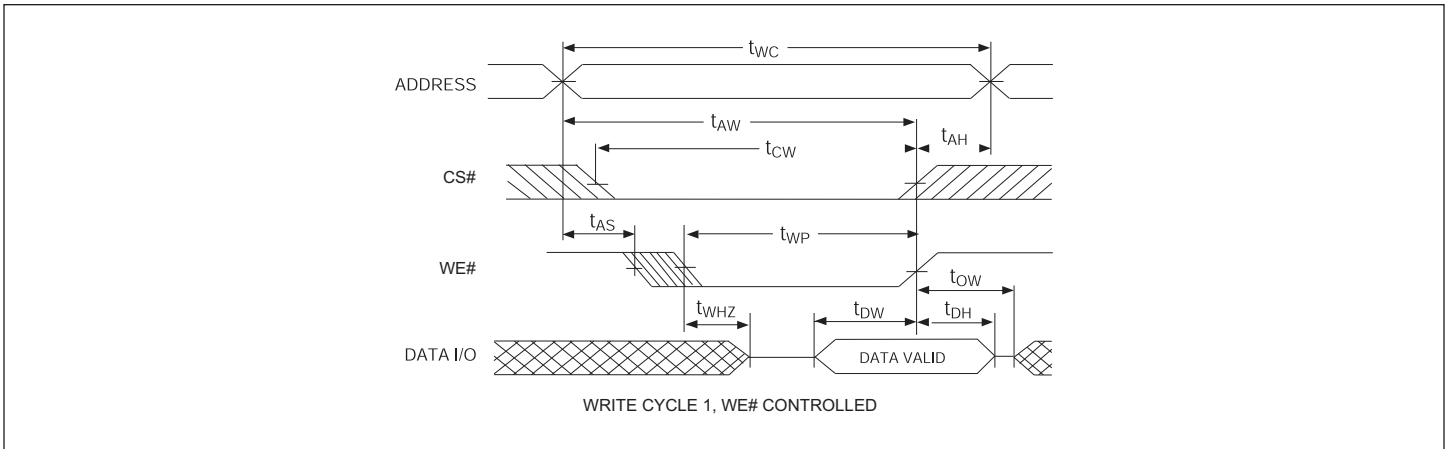 tWC
ADDRESS
tAW
tAH
tCW
CS#
tAS
tWP
WE#
tOW
tWHZ
tDW
tDH
DATA I/O
DATA VALID
WRITE CYCLE 1, WE# CONTROLLED